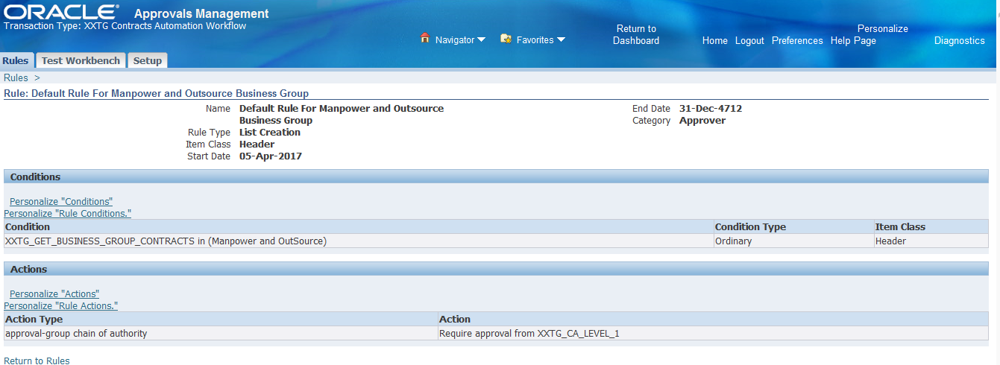 ORACLE® Approvals Management
Transaction Type: XXTG Contracts Automation Workflow
Navigator Favorites Return to Dashboard Home Logout Preferences Personalize Help Page Diagnostics
Rules Test Workbench Setup
Rules >
Rule: Default Rule For Manpower and Outsource Business Group
Name Default Rule For Manpower and Outsource End Date 31-Dec-4712
Business Group Category Approver
Rule Type List Creation
Item Class Header
Start Date 05-Apr-2017
Conditions
Personalize "Conditions"
Personalize "Rule Conditions."
Condition Condition Type Item Class
XXTG_GET_BUSINESS_GROUP_CONTRACTS in (Manpower and OutSource) Ordinary Header
Actions
Personalize "Actions"
Personalize "Rule Actions."
Action Type Action
approval-group chain of authority Require approval from XXTG_CA_LEVEL_1
Return to Rules